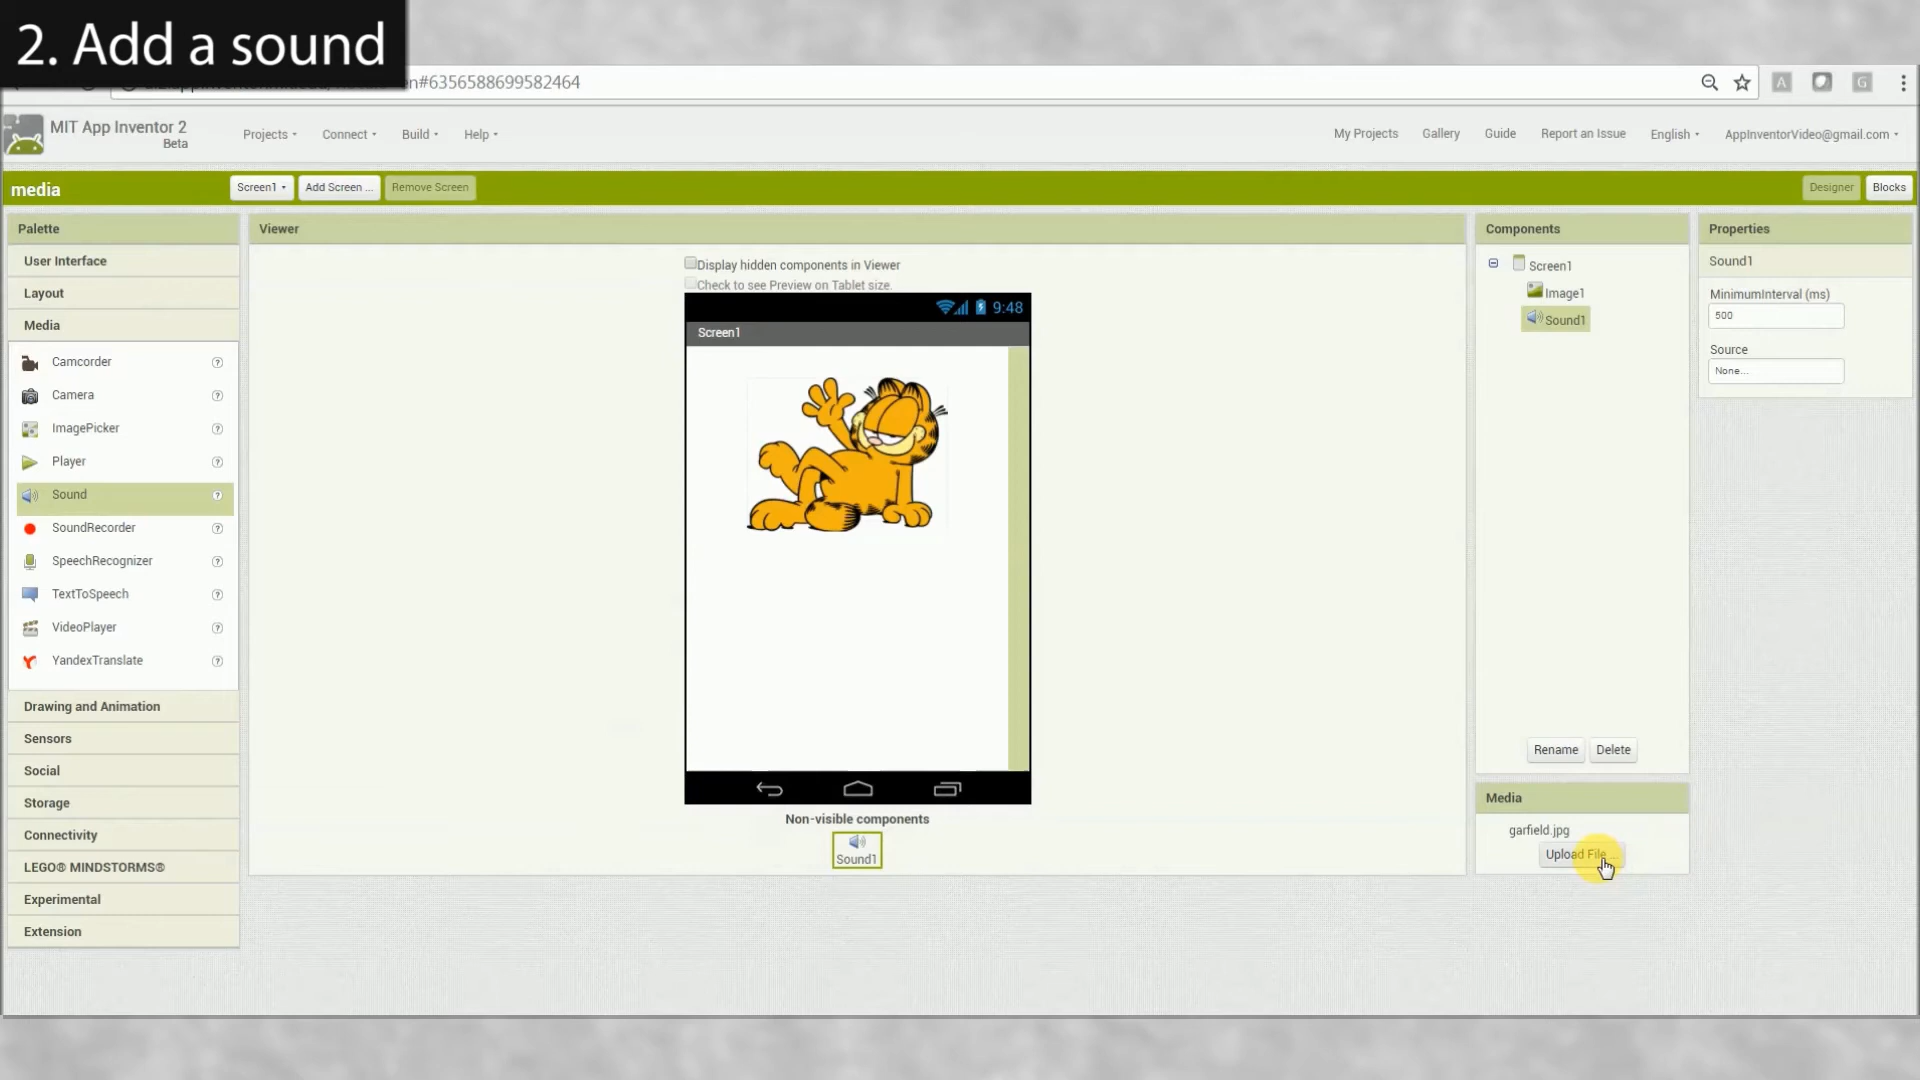 2. Add a sound
#6356588699582464
A
G
MIT App Inventor 2
Beta
Projects
Connect
Build
Help
My Projects
Gallery
Guide
Report an Issue
English
AppInventorVideo@gmail.com
media
Screen1
Add Screen ...
Remove Screen
Designer
Blocks
Palette
User Interface
Layout
Media
Camcorder ?
Camera ?
ImagePicker ?
Player ?
Sound ?
SoundRecorder ?
SpeechRecognizer ?
TextToSpeech ?
VideoPlayer ?
YandexTranslate ?
Drawing and Animation
Sensors
Social
Storage
Connectivity
LEGO® MINDSTORMS®
Experimental
Extension
Viewer
Display hidden components in Viewer
Check to see Preview on Tablet size.
9:48
Screen1
Non-visible components
Sound1
Components
Screen1
Image1
Sound1
Rename
Delete
Media
garfield.jpg
Upload File ...
Properties
Sound1
MinimumInterval (ms)
500
Source
None...